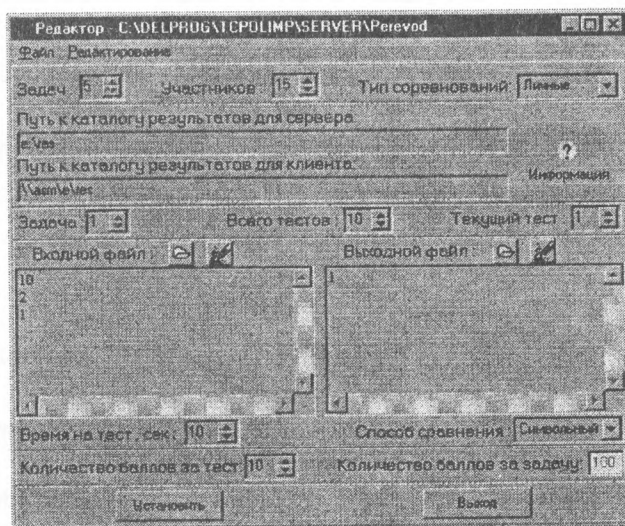 Редактор - C:\DELPROG\TCPOLIMP\SERVER\Perevod
Файл Редактирование
Задач: 5 Участников: 15 Тип соревнований: Личные
Путь к каталогу результатов для сервера:
e:\res
Путь к каталогу результатов для клиента:
\\asm\e\res
?
Информация
Задача: 1 Всего тестов: 10 Текущий тест: 1
Входной файл: Выходной файл:
10 1
2
1
Время на тест, сек: 10 Способ сравнения: Символьный
Количество баллов за тест: 10 Количество баллов за задачу: 100
Установить Выход